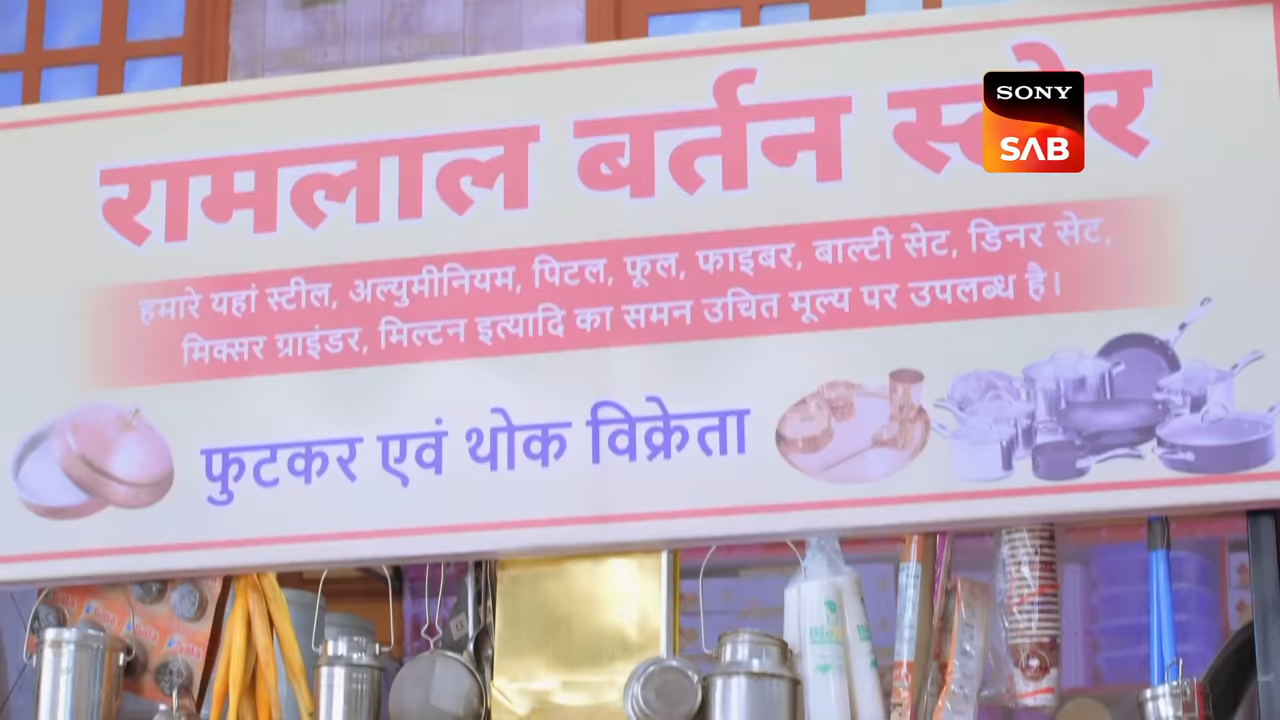 रामलाल बर्तन स्टोर
SONY
SAB
हमारे यहां स्टील, अल्युमीनियम, पिटल, फूल, फाइबर, बाल्टी सेट, डिनर सेट,
मिक्सर ग्राइंडर, मिल्टन इत्यादि का समन उचित मूल्य पर उपलब्ध है।
फुटकर एवं थोक विक्रेता